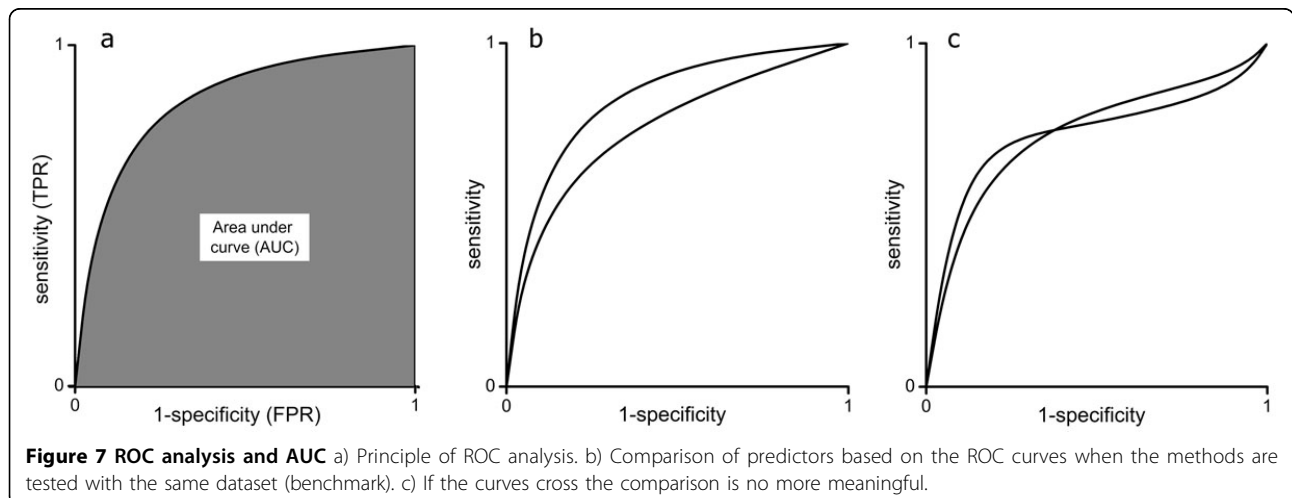 a
1
sensitivity (TPR)
Area under
curve (AUC)
0
0
1-specificity (FPR)
1
b
1
sensitivity
0
0
1-specificity
1
c
1
sensitivity
0
0
1-specificity
1
Figure 7 ROC analysis and AUC a) Principle of ROC analysis. b) Comparison of predictors based on the ROC curves when the methods are
tested with the same dataset (benchmark). c) If the curves cross the comparison is no more meaningful.